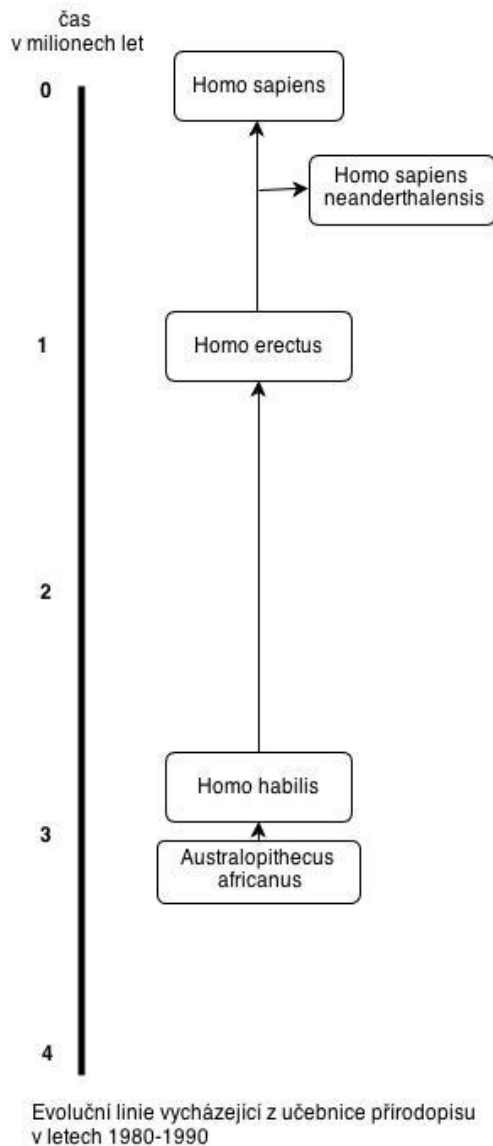 čas
v milionech let
0
Homo sapiens
Homo sapiens
neanderthalensis
1
Homo erectus
2
Homo habilis
3
Australopithecus
africanus
4
Evoluční linie vycházející z učebnice přírodopisu
v letech 1980-1990